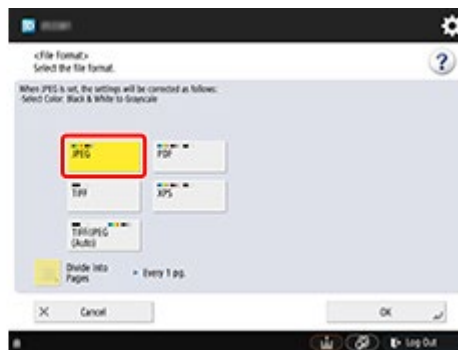 <File Format>
Select the file format.
?
When JPEG is set, the settings will be corrected as follows:
-Select Color: Black & White to Grayscale
JPEG
PDF
TIFF
XPS
TIFF/JPEG
(Auto)
Divide into
Pages
Every 1 pg.
Cancel
OK
Log Out